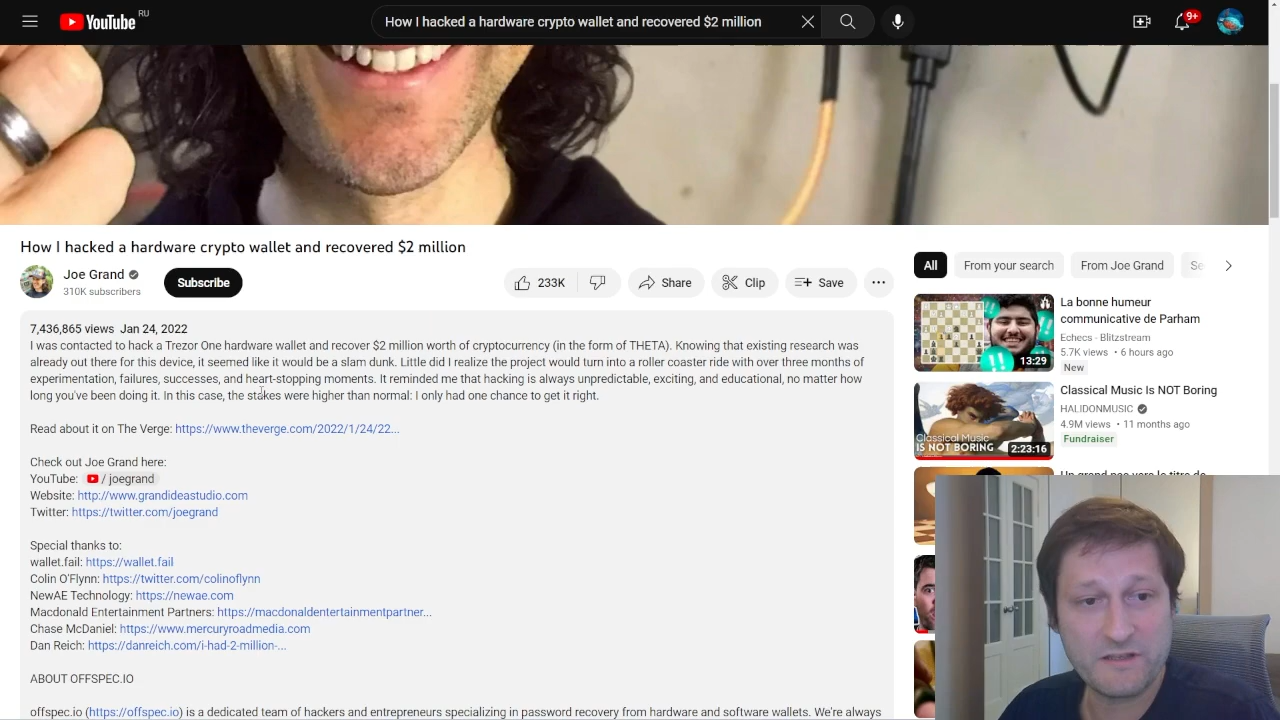 YouTube RU
How I hacked a hardware crypto wallet and recovered $2 million
9+
How I hacked a hardware crypto wallet and recovered $2 million
Joe Grand
310K subscribers
Subscribe
233K
Share
Clip
Save
7,436,865 views Jan 24, 2022
I was contacted to hack a Trezor One hardware wallet and recover $2 million worth of cryptocurrency (in the form of THETA). Knowing that existing research was
already out there for this device, it seemed like it would be a slam dunk. Little did I realize the project would turn into a roller coaster ride with over three months of
experimentation, failures, successes, and heart-stopping moments. It reminded me that hacking is always unpredictable, exciting, and educational, no matter how
long you've been doing it. In this case, the stakes were higher than normal: I only had one chance to get it right.
Read about it on The Verge: https://www.theverge.com/2022/1/24/22...
Check out Joe Grand here:
YouTube: / joegrand
Website: http://www.grandideastudio.com
Twitter: https://twitter.com/joegrand
Special thanks to:
wallet.fail: https://wallet.fail
Colin O'Flynn: https://twitter.com/colinoflynn
NewAE Technology: https://newae.com
Macdonald Entertainment Partners: https://macdonaldentertainmentpartner...
Chase McDaniel: https://www.mercuryroadmedia.com
Dan Reich: https://danreich.com/i-had-2-million-...
ABOUT OFFSPEC.IO
offspec.io (https://offspec.io) is a dedicated team of hackers and entrepreneurs specializing in password recovery from hardware and software wallets. We're always
All
From your search
From Joe Grand
Se
13:29
La bonne humeur
communicative de Pharham
Echecs - Blitzstream
5.7K views • 6 hours ago
New
Classical Music
IS NOT BORING
2:23:16
Classical Music Is NOT Boring
HALIDONMUSIC
4.9M views • 11 months ago
Fundraiser
Un grand pas vers le titre de